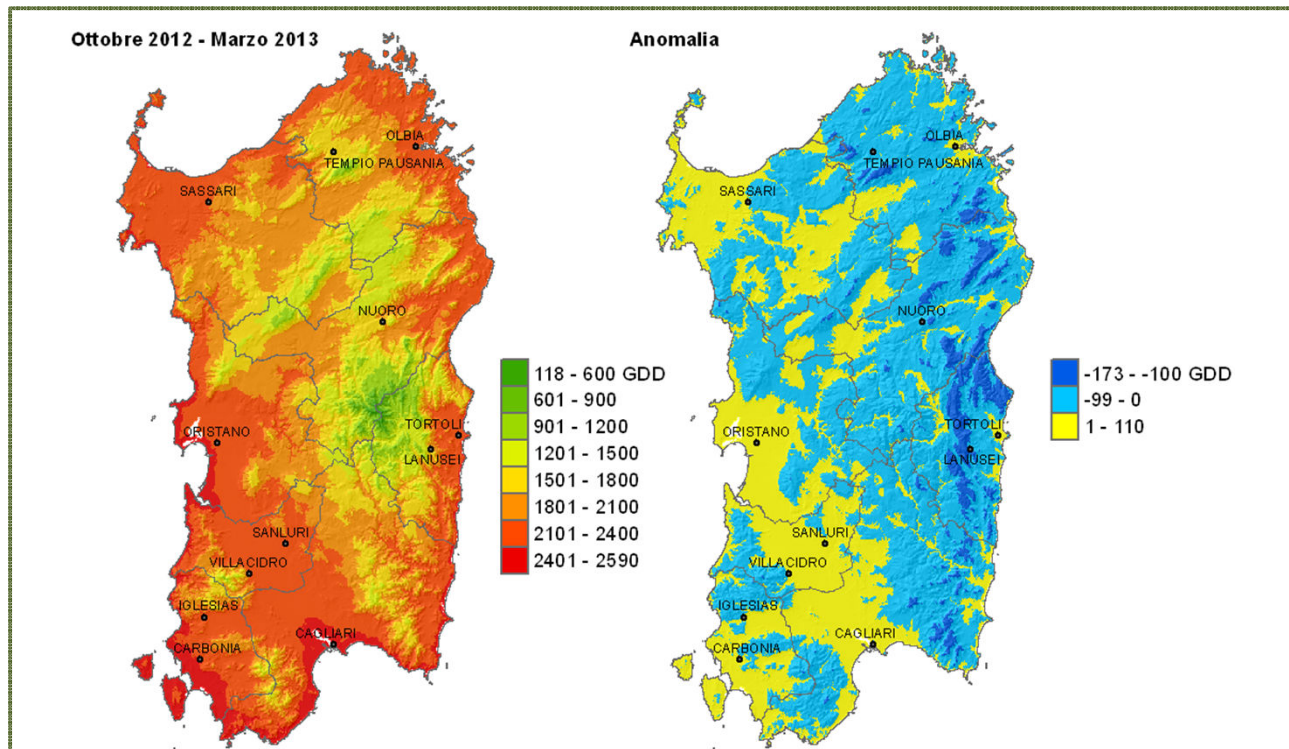 Ottobre 2012 - Marzo 2013
OLBIA
TEMPIO PAUSANIA
SASSARI
NUORO
ORISTANO
TORTOLI
LANUSEI
SANLURI
VILLACIDRO
IGLESIAS
CAGLIARI
CARBONIA
118 - 600 GDD
601 - 900
901 - 1200
1201 - 1500
1501 - 1800
1801 - 2100
2101 - 2400
2401 - 2590
Anomalia
OLBIA
TEMPIO PAUSANIA
SASSARI
NUORO
ORISTANO
TORTOLI
LANUSEI
SANLURI
VILLACIDRO
IGLESIAS
CAGLIARI
CARBONIA
-173 - -100 GDD
-99 - 0
1 - 110